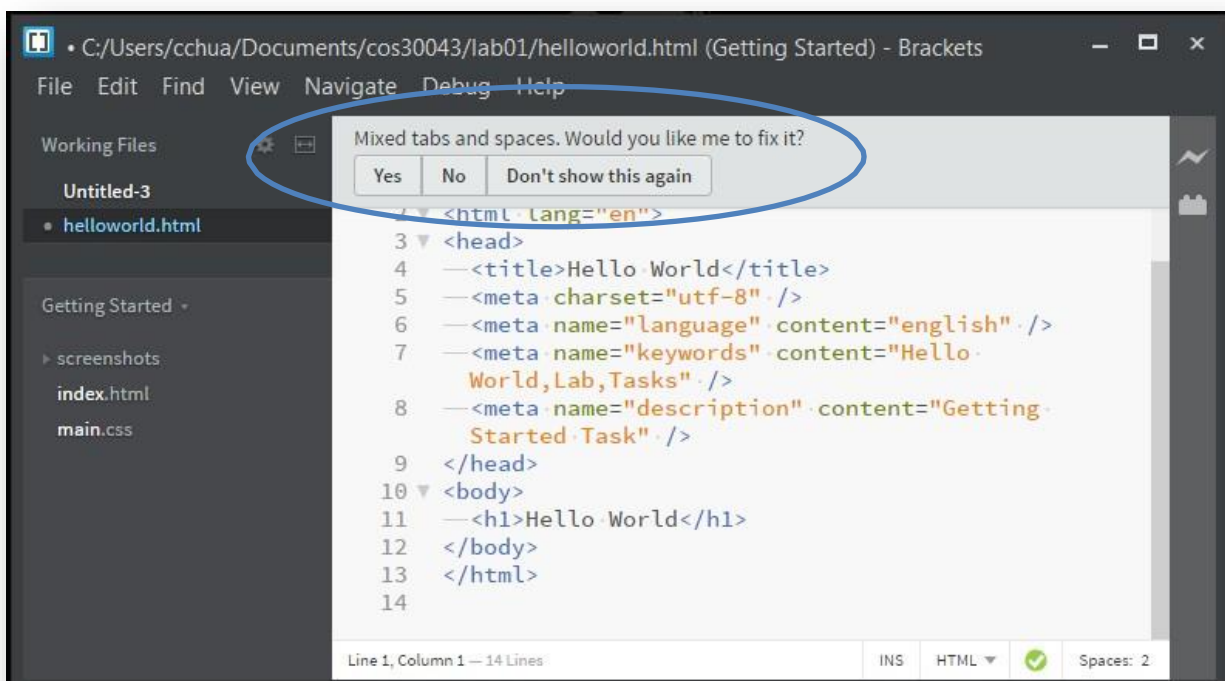 • C:/Users/cchua/Documents/cos30043/lab01/helloworld.html (Getting Started) - Brackets
File Edit Find View Navigate Debug Help
Working Files
Untitled-3
• helloworld.html
Getting Started
screenshots
index.html
main.css
Mixed tabs and spaces. Would you like me to fix it?
Yes No Don't show this again
2 <html lang="en">
3 <head>
4 <title>Hello World</title>
5 <meta charset="utf-8" />
6 <meta name="language" content="english" />
7 <meta name="keywords" content="Hello
World,Lab,Tasks" />
8 <meta name="description" content="Getting
Started Task" />
9 </head>
10 <body>
11 <h1>Hello World</h1>
12 </body>
13 </html>
14
Line 1, Column 1 — 14 Lines INS HTML Spaces: 2